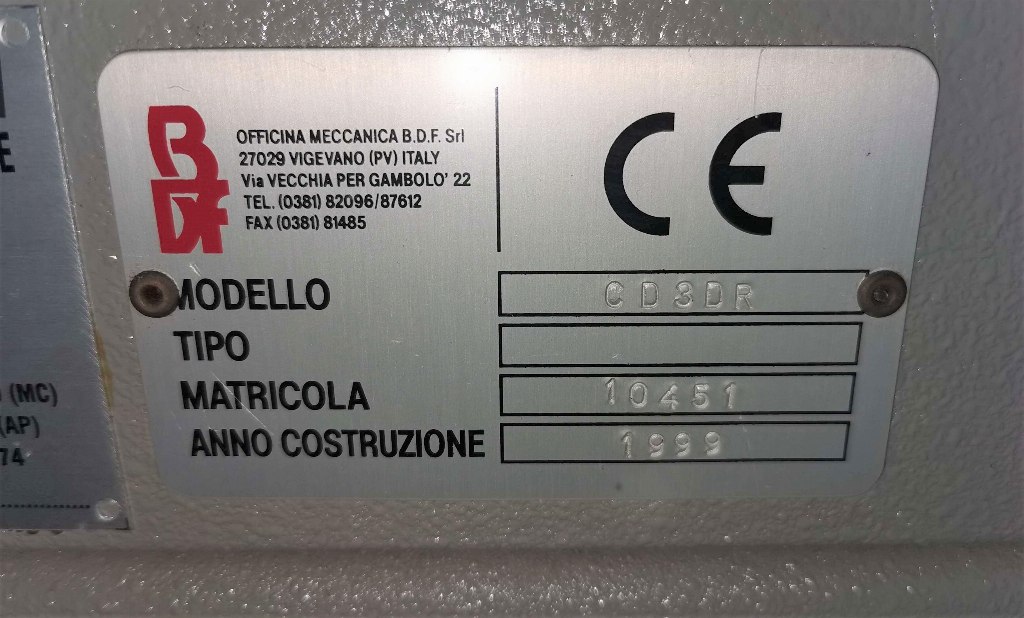 BDF
OFFICINA MECCANICA B.D.F. Srl
27029 VIGEVANO (PV) ITALY
Via VECCHIA PER GAMBOLO' 22
TEL. (0381) 82096/87612
FAX (0381) 81485
CE
MODELLO CD3DR
TIPO
MATRICOLA 10451
ANNO COSTRUZIONE 1999
E
(MC)
(AP)
74